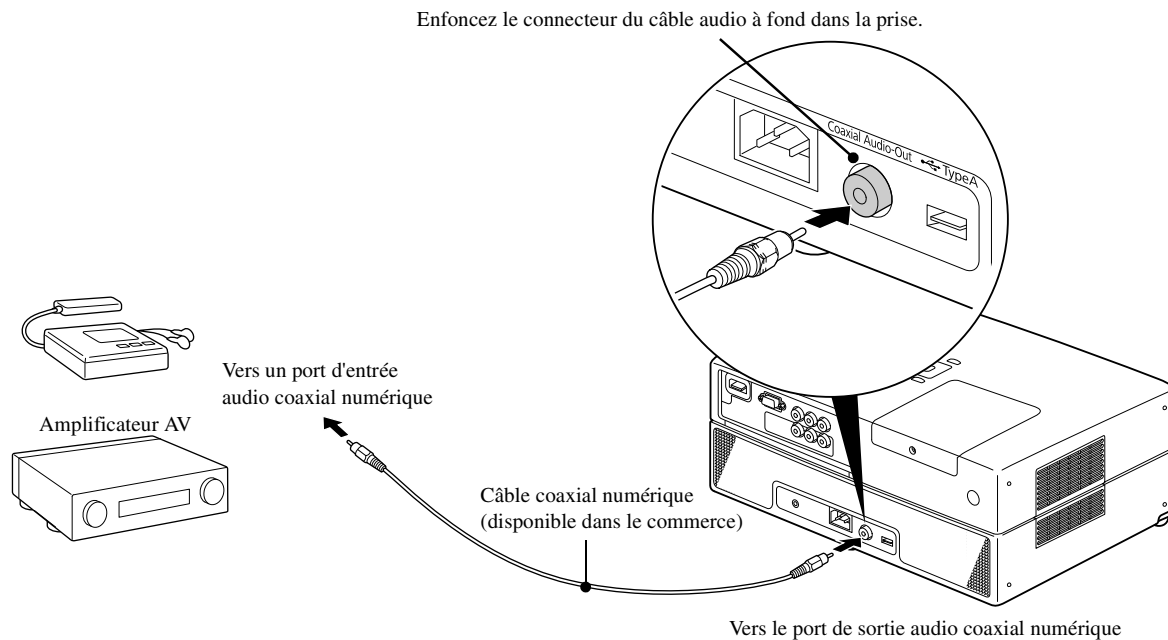 Enfoncez le connecteur du câble audio à fond dans la prise.
Coaxial Audio-Out TypeA
Vers un port d'entrée
audio coaxial numérique
Amplificateur AV
Câble coaxial numérique
(disponible dans le commerce)
Vers le port de sortie audio coaxial numérique